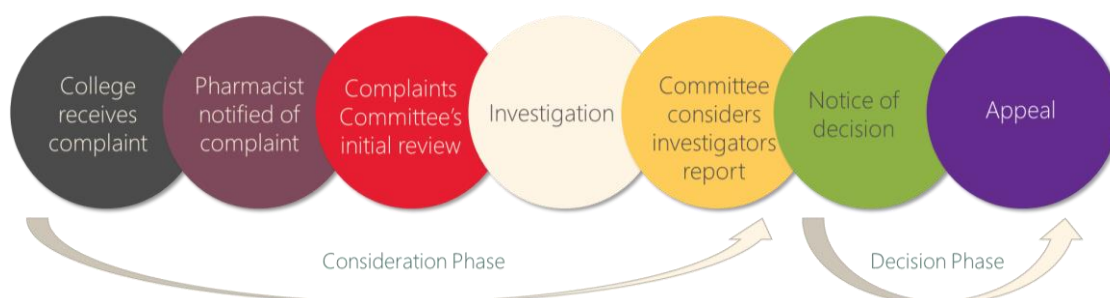 College
receives
complaint
Pharmacist
notified of
complaint
Complaints
Committee's
initial review
Investigation
Committee
considers
investigators
report
Notice of
decision
Appeal
Consideration Phase
Decision Phase